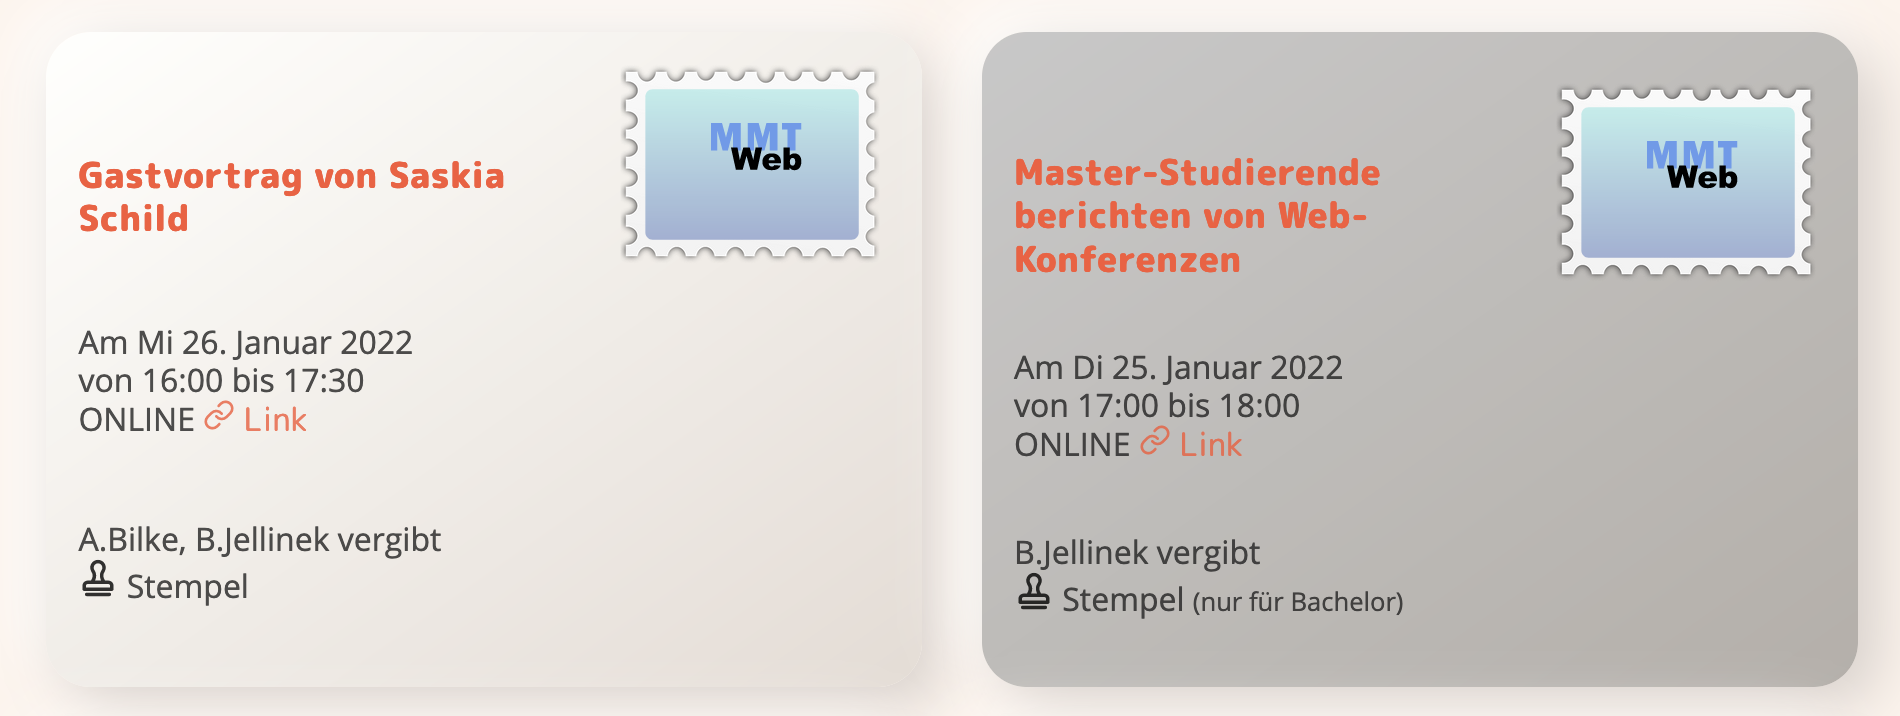 Gastvortrag von Saskia
Schild
MMT
Web
Am Mi 26. Januar 2022
von 16:00 bis 17:30
ONLINE Link
A.Bilke, B.Jellinek vergibt
Stempel
Master-Studierende
berichten von Web-
Konferenzen
MMT
Web
Am Di 25. Januar 2022
von 17:00 bis 18:00
ONLINE Link
B.Jellinek vergibt
Stempel (nur für Bachelor)